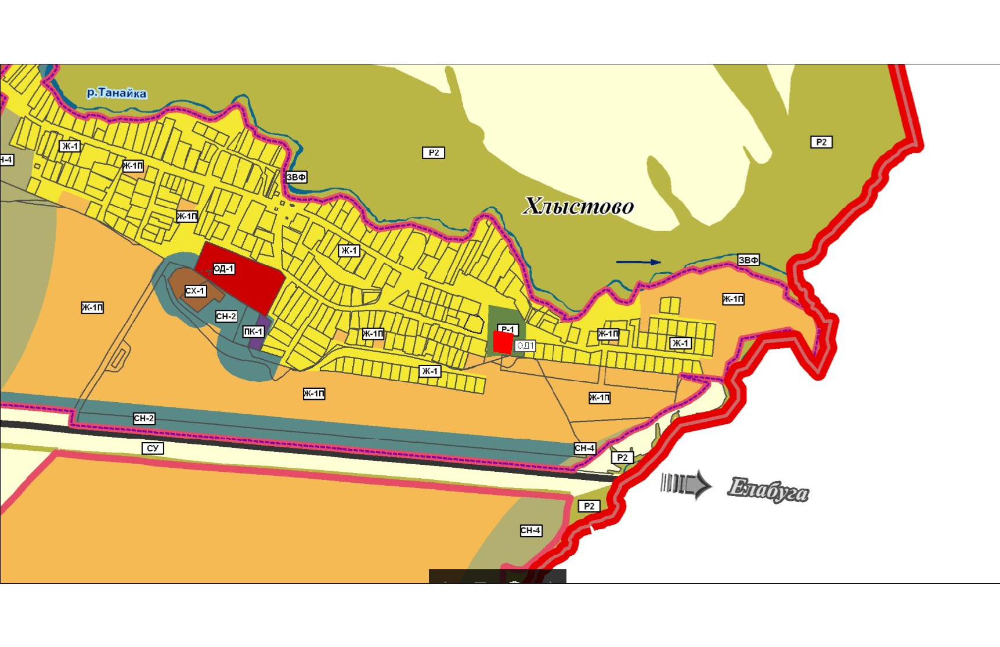 р.Танайка
Р2
Ж-1
Р2
Н-4
Ж-1П
ЗВФ
Хлыстово
Ж-1П
Ж-1
ЗВФ
ОД-1
СХ-1
Ж-1П
Ж-1П
СН-2
ПК-1
Р-1
Ж-1П
Ж-1П
Ж-1
ОД1
Ж-1
Ж-1П
Ж-1П
СН-2
СУ
СН-4
Р2
Елабуга
Р2
СН-4